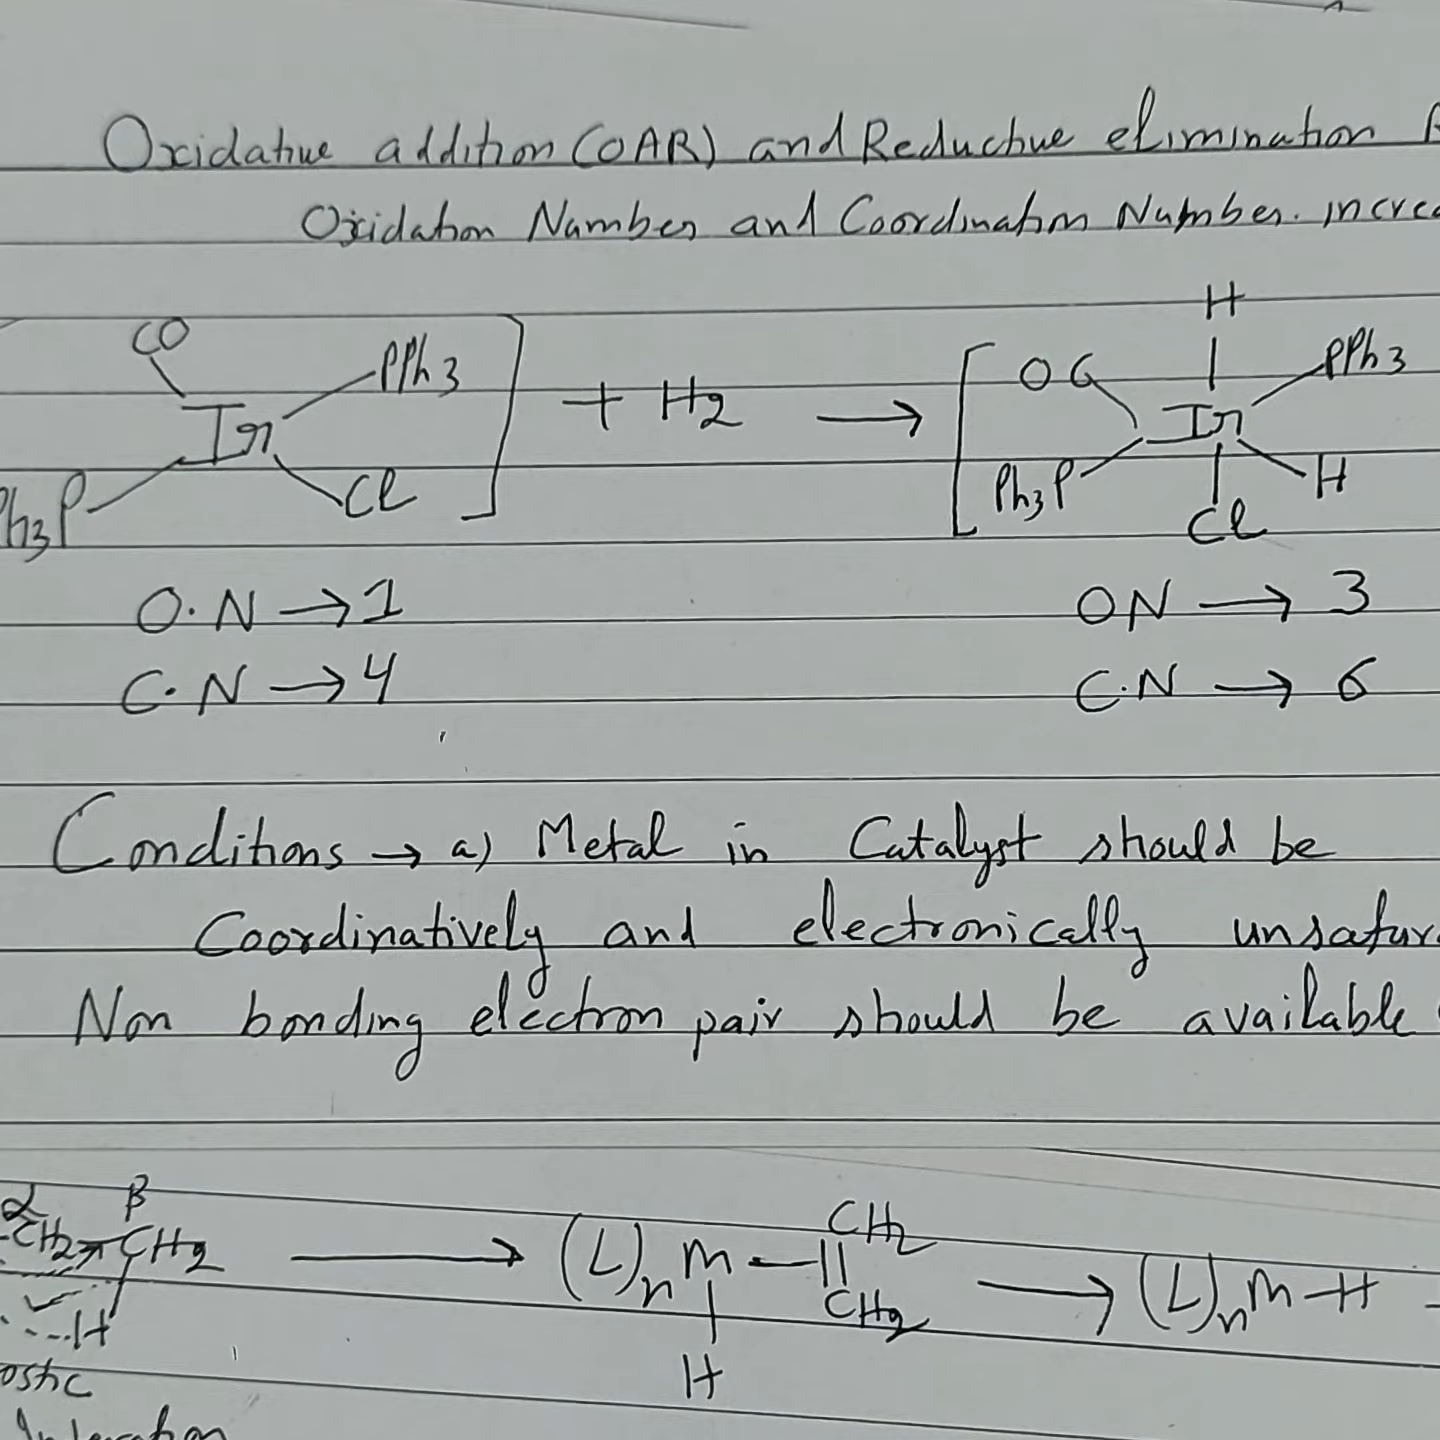 Oxidative addition (OAR) and Reductive elimination
Oxidation Number and Coordination Number. increa
CO
PPh3
Ir
Ph3P
Cl
+ H2 →
H
OC
PPh3
Ir
Ph3P
H
Cl
O.N → 1
ON → 3
C.N → 4
C.N → 6
Conditions → a) Metal in Catalyst should be
Coordinatively and electronically unsatur
Non bonding electron pair should be available
α β
CH2 CH2 → (L)n M — CH2 = CH2 → (L)n M-H
H
H
ostic
Interaction